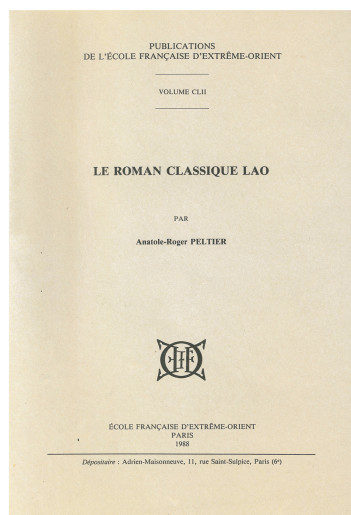 PUBLICATIONS
DE L'ÉCOLE FRANÇAISE D'EXTRÊME-ORIENT
VOLUME CLII
LE ROMAN CLASSIQUE LAO
PAR
Anatole-Roger PELTIER
ÉCOLE FRANÇAISE D'EXTRÊME-ORIENT
PARIS
1988
Dépositaire : Adrien-Maisonneuve, 11, rue Saint-Sulpice, Paris (6e)